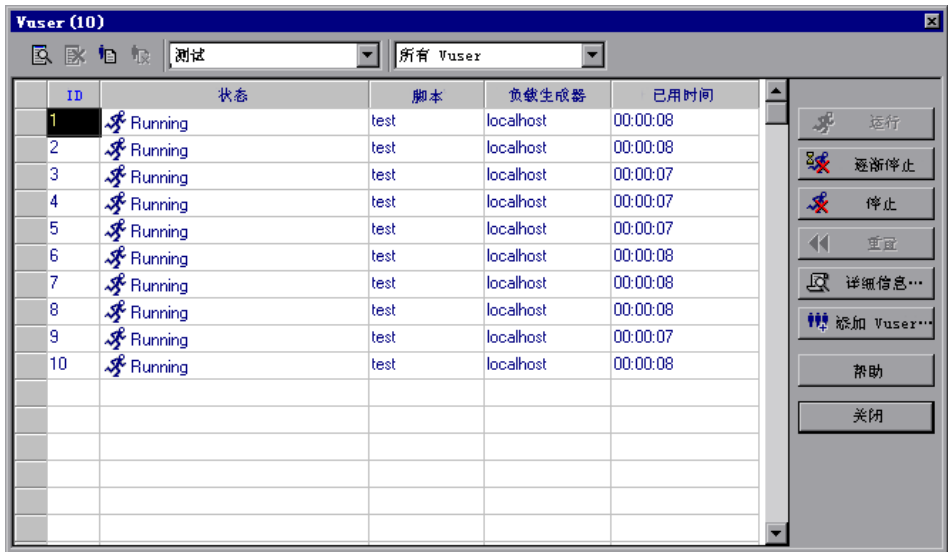 Vuser (10)
测试 所有 Vuser
ID 状态 脚本 负载生成器 已用时间
1 Running test localhost 00:00:08
2 Running test localhost 00:00:08
3 Running test localhost 00:00:07
4 Running test localhost 00:00:07
5 Running test localhost 00:00:07
6 Running test localhost 00:00:08
7 Running test localhost 00:00:08
8 Running test localhost 00:00:08
9 Running test localhost 00:00:07
10 Running test localhost 00:00:08
运行
逐渐停止
停止
重置
详细信息…
添加 Vuser…
帮助
关闭